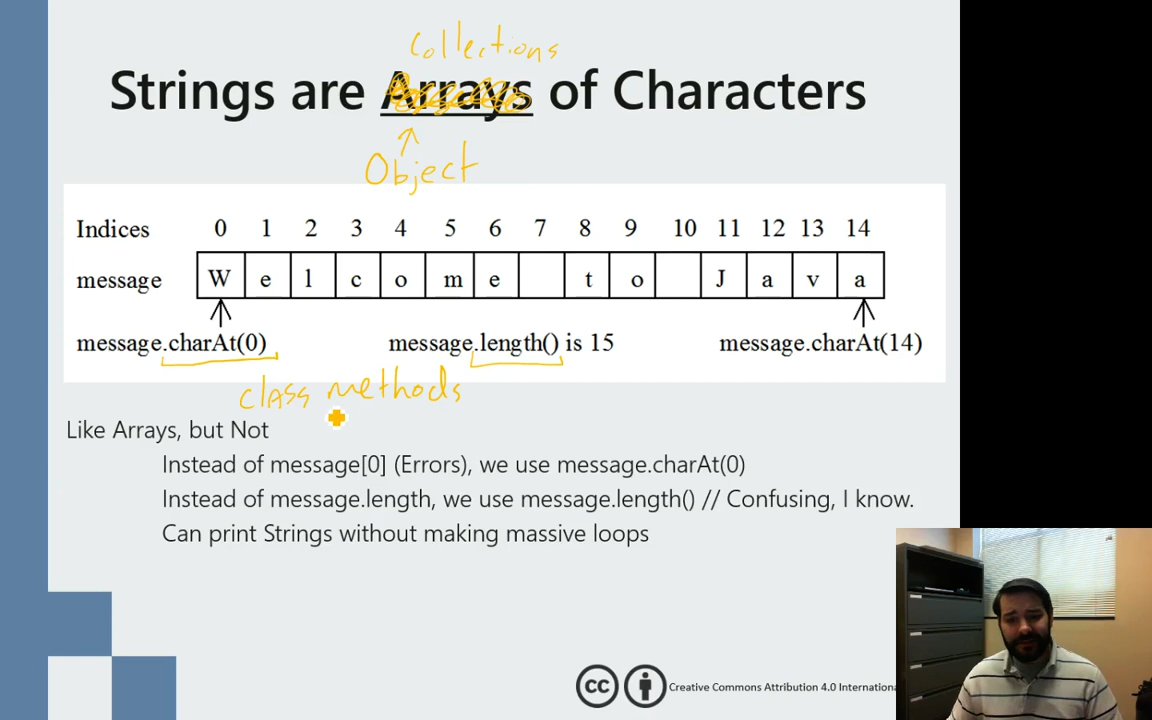 Collections
Strings are Arrays of Characters
Object
Indices 0 1 2 3 4 5 6 7 8 9 10 11 12 13 14
message W e l c o m e t o J a v a
message.charAt(0) message.length() is 15 message.charAt(14)
class methods
Like Arrays, but Not
Instead of message[0] (Errors), we use message.charAt(0)
Instead of message.length, we use message.length() // Confusing, I know.
Can print Strings without making massive loops
cc Creative Commons Attribution 4.0 Internationa